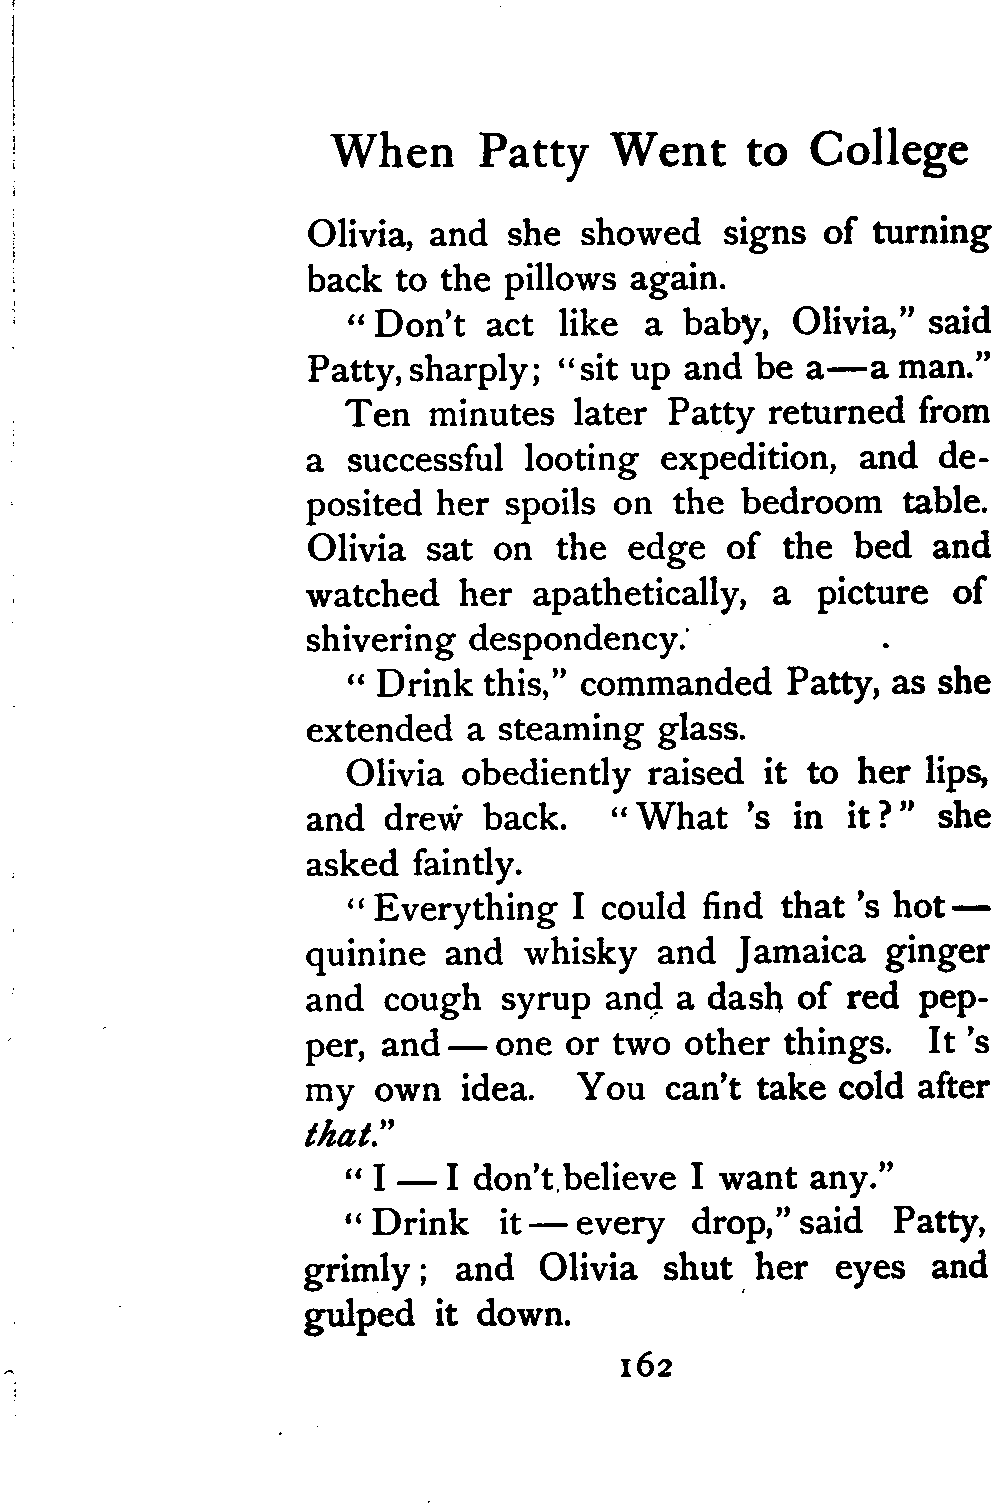 When Patty Went to College
Olivia, and she showed signs of turning
back to the pillows again.
"Don't act like a baby, Olivia," said
Patty, sharply; "sit up and be a—a man."
Ten minutes later Patty returned from
a successful looting expedition, and de-
posited her spoils on the bedroom table.
Olivia sat on the edge of the bed and
watched her apathetically, a picture of
shivering despondency.
"Drink this," commanded Patty, as she
extended a steaming glass.
Olivia obediently raised it to her lips,
and drew back. "What 's in it?" she
asked faintly.
"Everything I could find that 's hot—
quinine and whisky and Jamaica ginger
and cough syrup and a dash of red pep-
per, and—one or two other things. It 's
my own idea. You can't take cold after
that."
"I—I don't believe I want any."
"Drink it—every drop," said Patty,
grimly; and Olivia shut her eyes and
gulped it down.
162